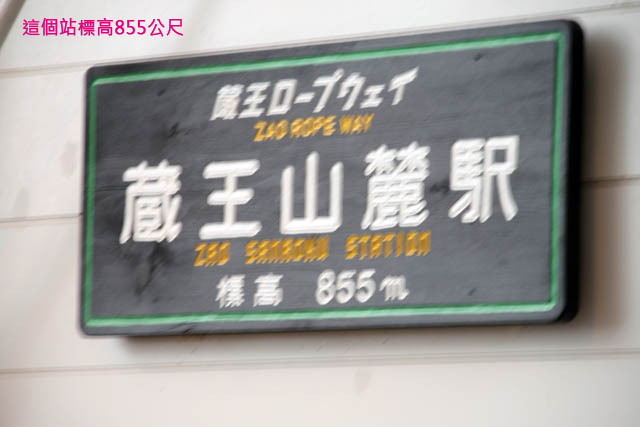 這個站標高855公尺
蔵王ロープウェイ
ZAO ROPE WAY
蔵王山麓駅
ZAO SANROKU STATION
標高 855m